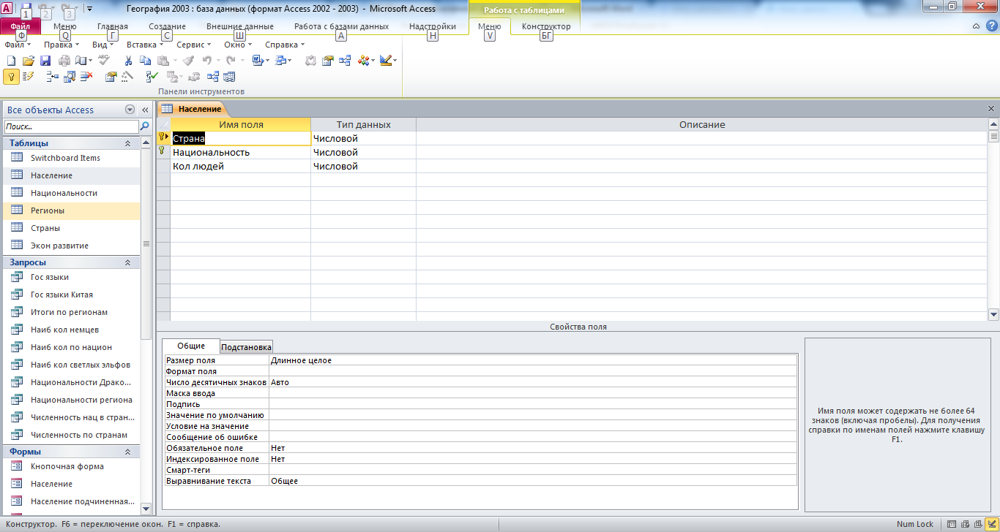 География 2003 : база данных (формат Access 2002 - 2003) - Microsoft Access
Работа с таблицами
1 2 3
Файл Меню Главная Создание Внешние данные Работа с базами данных Надстройки Меню Конструктор
Ф Q Г С Ш А Н V БГ
Файл Правка Вид Вставка Сервис Окно Справка
Панели инструментов
Все объекты Access
Поиск...
Таблицы
Switchboard Items
Население
Национальности
Регионы
Страны
Экон развитие
Запросы
Гос языки
Гос языки Китая
Итоги по регионам
Наиб кол немцев
Наиб кол по национ
Наиб кол светлых эльфов
Национальности Драко...
Национальности региона
Численность нац в стран...
Численность по странам
Формы
Кнопочная форма
Население
Население подчиненная...
Население
Имя поля Тип данных Описание
Страна Числовой
Национальность Числовой
Кол людей Числовой
Свойства поля
Общие Подстановка
Размер поля Длинное целое
Формат поля
Число десятичных знаков Авто
Маска ввода
Подпись
Значение по умолчанию
Условие на значение
Сообщение об ошибке
Обязательное поле Нет
Индексированное поле Нет
Смарт-теги
Выравнивание текста Общее
Имя поля может содержать не более 64
знаков (включая пробелы). Для получения
справки по именам полей нажмите клавишу
F1.
Конструктор. F6 = переключение окон. F1 = справка.
Num Lock